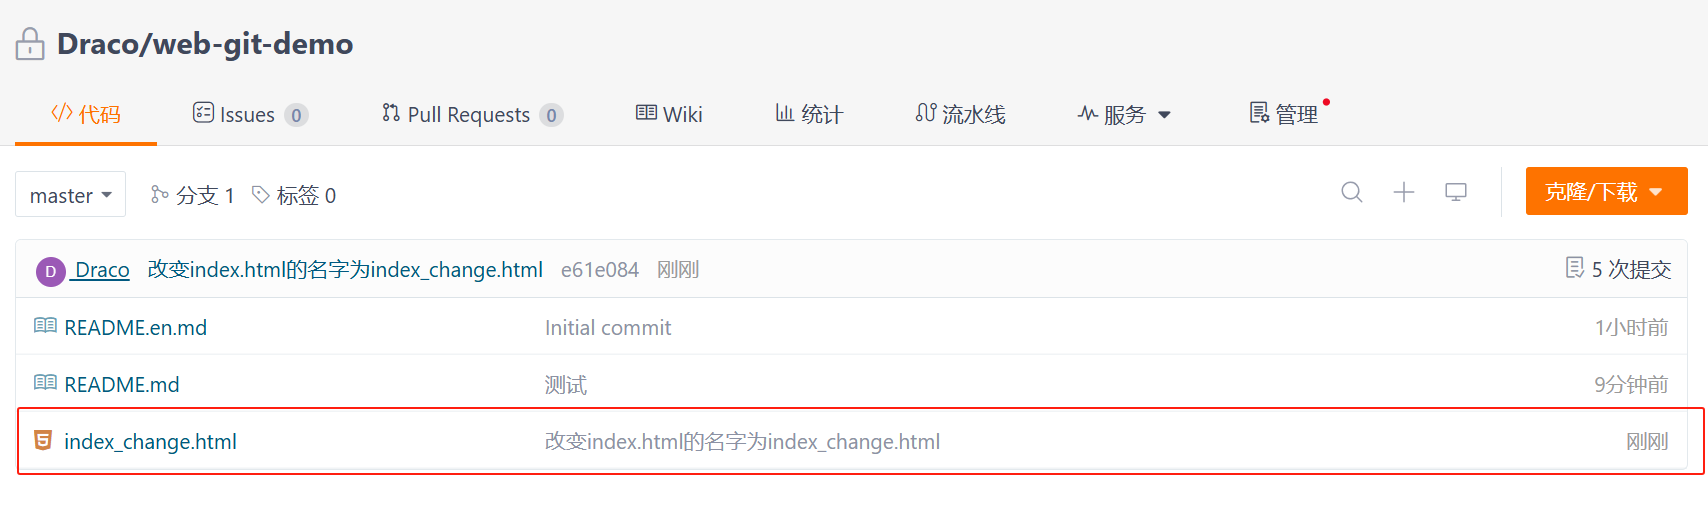 Draco/web-git-demo
代码 Issues 0 Pull Requests 0 Wiki 统计 流水线 服务 管理
master 分支 1 标签 0 克隆/下载
D Draco 改变index.html的名字为index_change.html e61e084 刚刚 5 次提交
README.en.md Initial commit 1小时前
README.md 测试 9分钟前
index_change.html 改变index.html的名字为index_change.html 刚刚